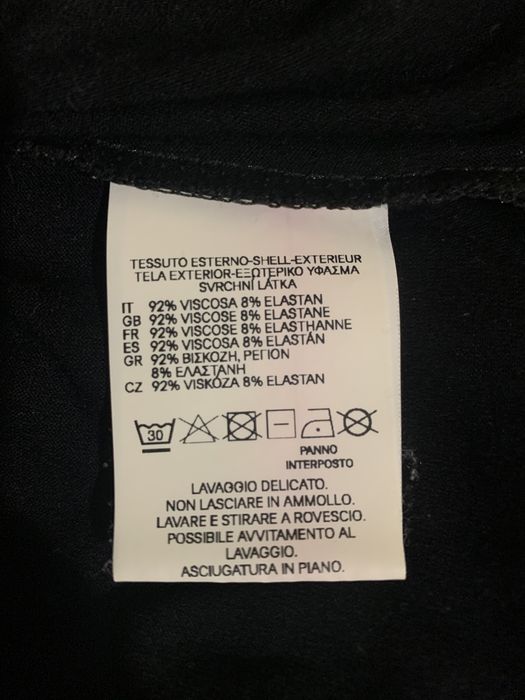 TESSUTO ESTERNO-SHELL-EXTERIEUR
TELA EXTERIOR-ΕΞΩΤΕΡΙΚΟ ΥΦΑΣΜΑ
SVRCHNÍ LÁTKA
IT 92% VISCOSA 8% ELASTAN
GB 92% VISCOSE 8% ELASTANE
FR 92% VISCOSE 8% ELASTHANNE
ES 92% VISCOSA 8% ELASTÁN
GR 92% ΒΙΣΚΟΖΗ, ΡΕΓΙΟΝ
8% ΕΛΑΣΤΑΝΗ
CZ 92% VISKÓZA 8% ELASTAN
30
PANNO
INTERPOSTO
LAVAGGIO DELICATO.
NON LASCIARE IN AMMOLLO.
LAVARE E STIRARE A ROVESCIO.
POSSIBILE AVVITAMENTO AL
LAVAGGIO.
ASCIUGATURA IN PIANO.